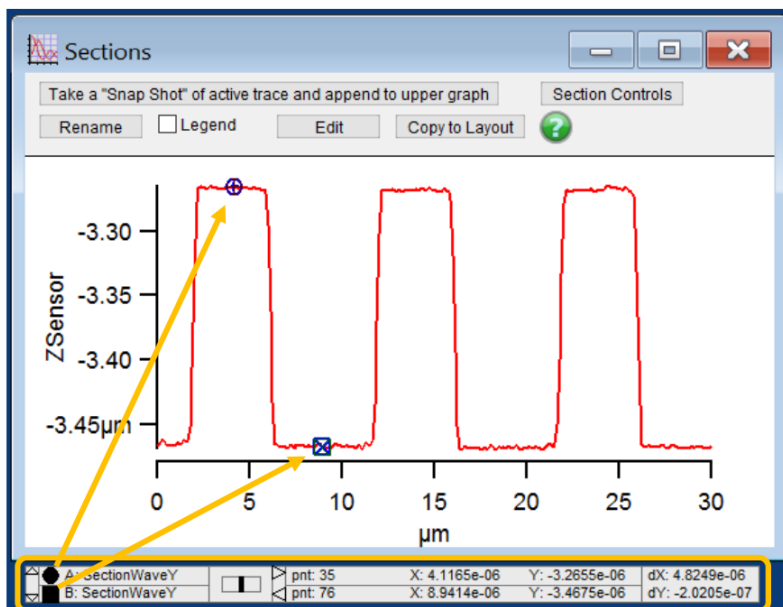 Sections
Take a "Snap Shot" of active trace and append to upper graph Section Controls
Rename Legend Edit Copy to Layout ?
-3.30
-3.35
-3.40
-3.45µm
ZSensor
0 5 10 15 20 25 30
µm
A: SectionWaveY pnt: 35 X: 4.1165e-06 Y: -3.2655e-06 dX: 4.8249e-06
B: SectionWaveY pnt: 76 X: 8.9414e-06 Y: -3.4675e-06 dY: -2.0205e-07